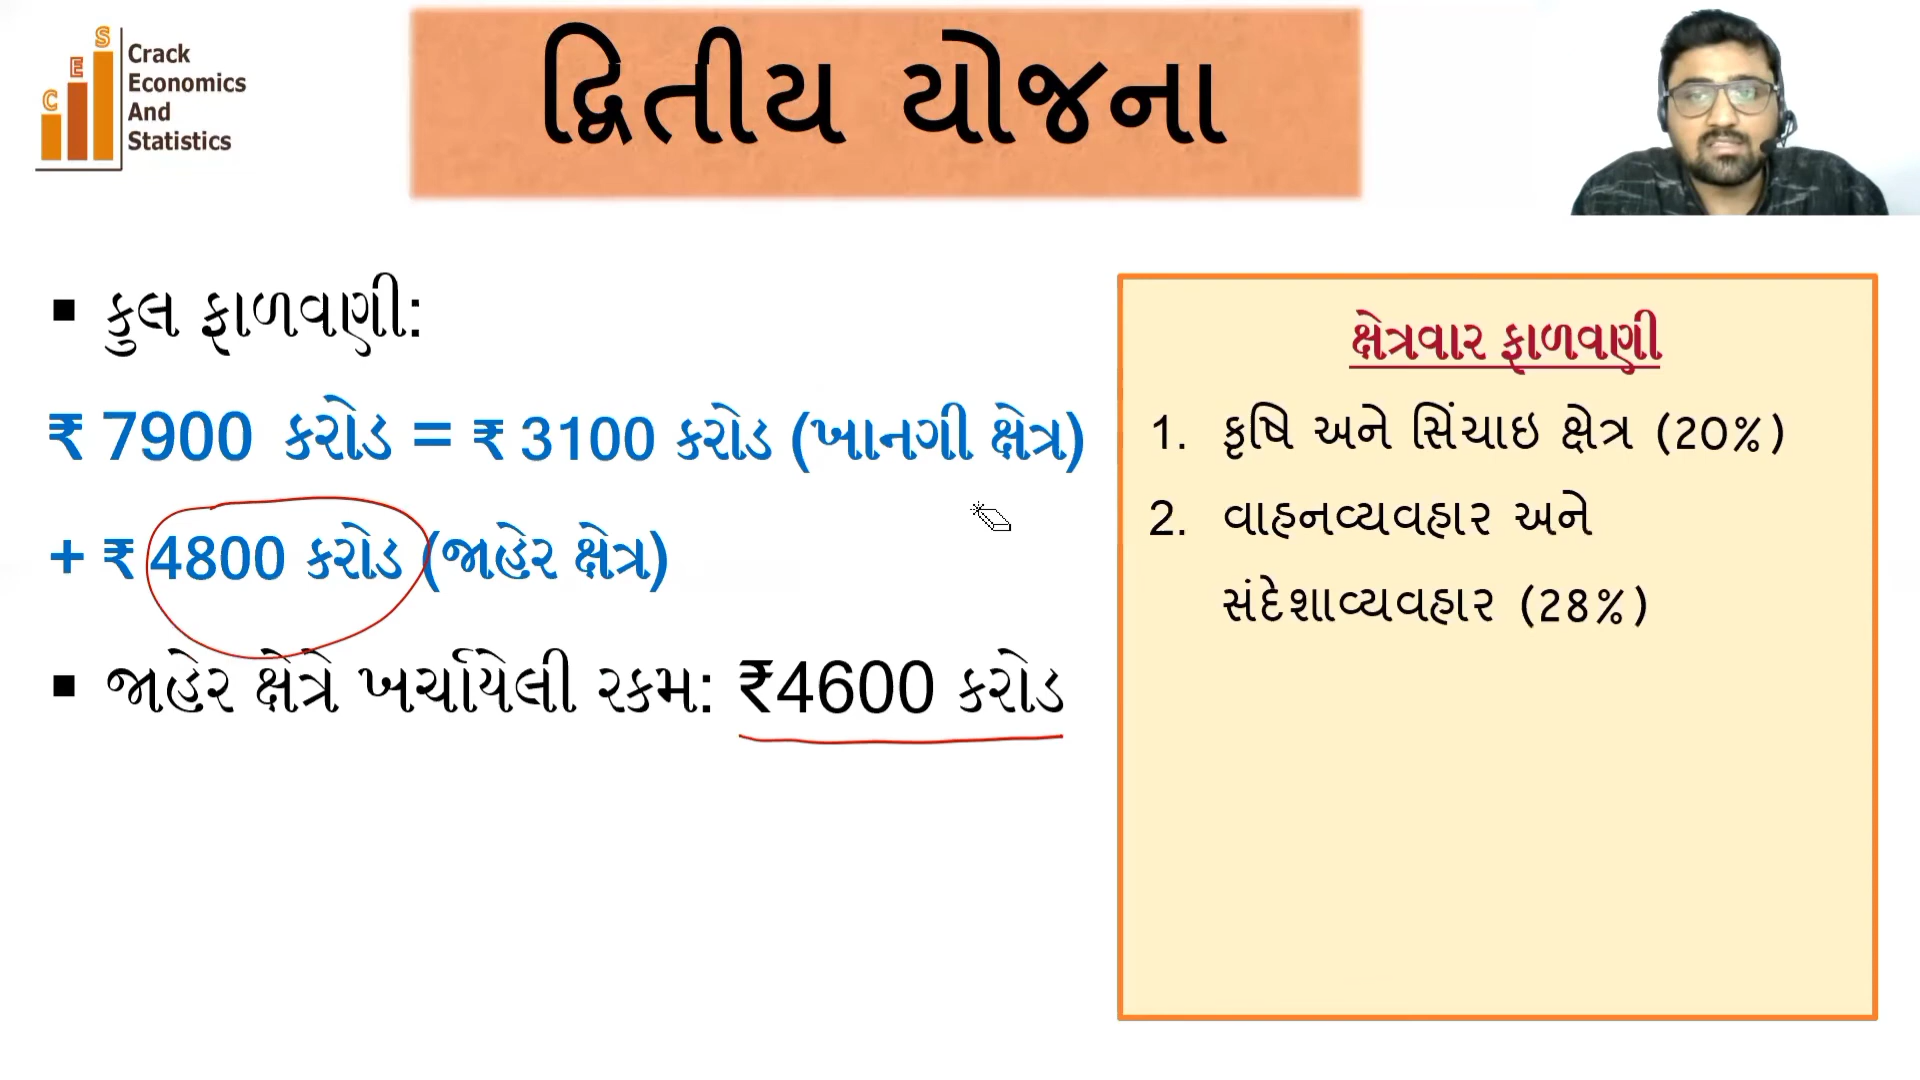 C E S
Crack
Economics
And
Statistics
દ્વિતીય યોજના
▪ કુલ ફાળવણી:
₹ 7900 કરોડ = ₹ 3100 કરોડ (ખાનગી ક્ષેત્ર)
+ ₹ 4800 કરોડ (જાહેર ક્ષેત્ર)
▪ જાહેર ક્ષેત્રે ખર્ચાયેલી રકમ: ₹4600 કરોડ
ક્ષેત્રવાર ફાળવણી
1. કૃષિ અને સિંચાઇ ક્ષેત્ર (20%)
2. વાહનવ્યવહાર અને
સંદેશાવ્યવહાર (28%)